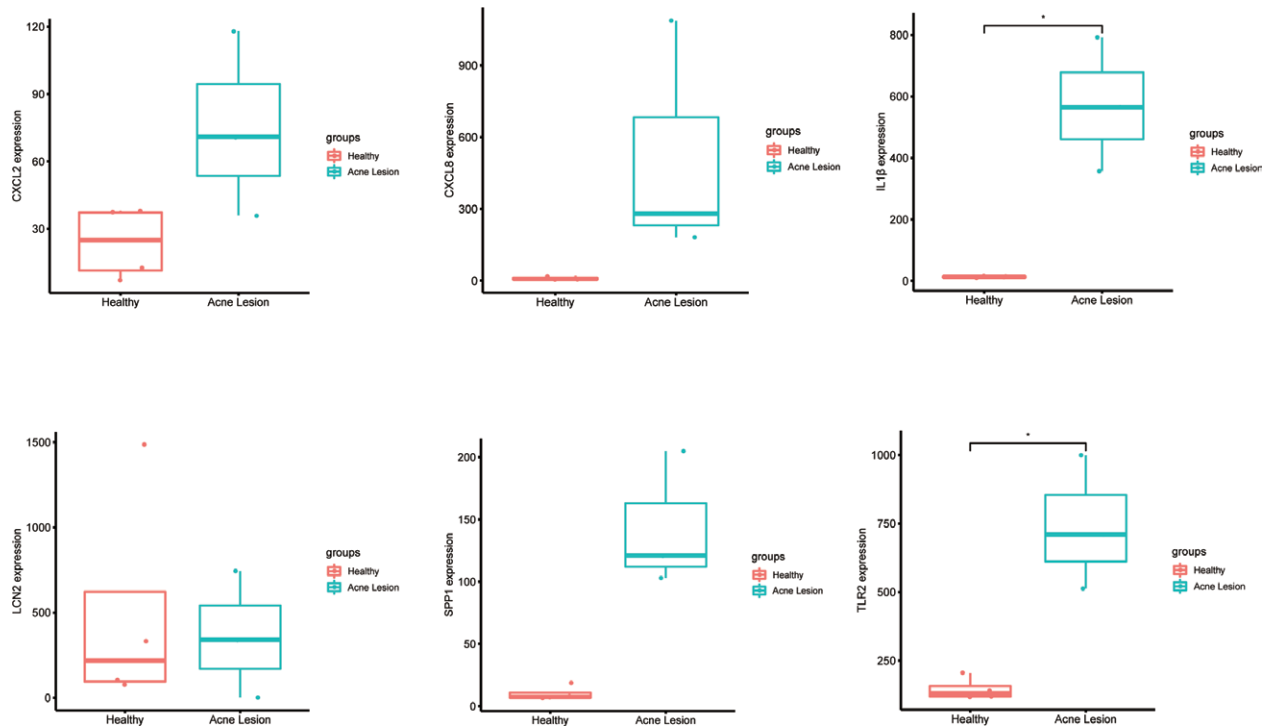 CXCL2 expression
120
90
60
30
Healthy
Acne Lesion
groups
Healthy
Acne Lesion
CXCL8 expression
900
600
300
0
Healthy
Acne Lesion
groups
Healthy
Acne Lesion
IL1β expression
800
600
400
200
0
*
Healthy
Acne Lesion
groups
Healthy
Acne Lesion
LCN2 expression
1500
1000
500
0
Healthy
Acne Lesion
groups
Healthy
Acne Lesion
SPP1 expression
200
150
100
50
0
Healthy
Acne Lesion
groups
Healthy
Acne Lesion
TLR2 expression
1000
750
500
250
*
Healthy
Acne Lesion
groups
Healthy
Acne Lesion